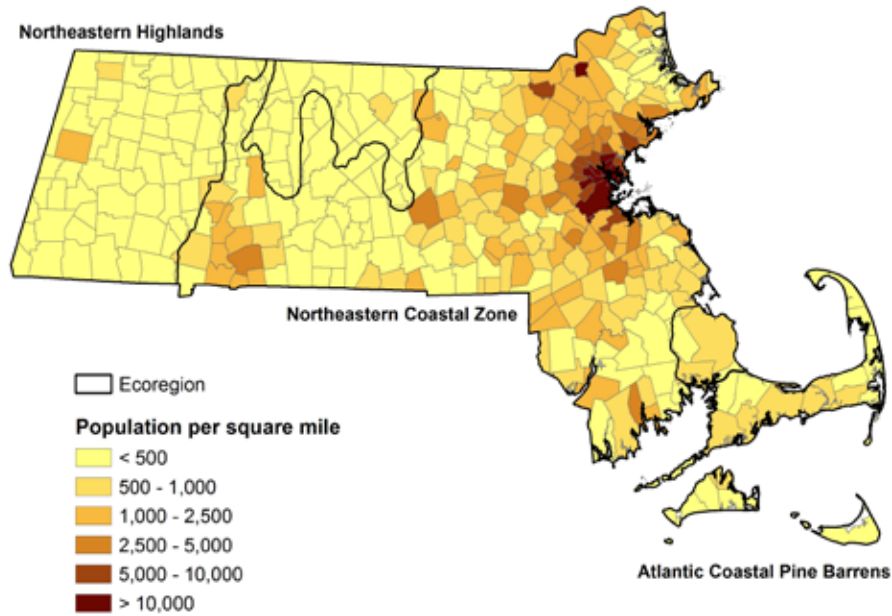 Northeastern Highlands
Northeastern Coastal Zone
Ecoregion
Population per square mile
< 500
500 - 1,000
1,000 - 2,500
2,500 - 5,000
5,000 - 10,000
> 10,000
Atlantic Coastal Pine Barrens